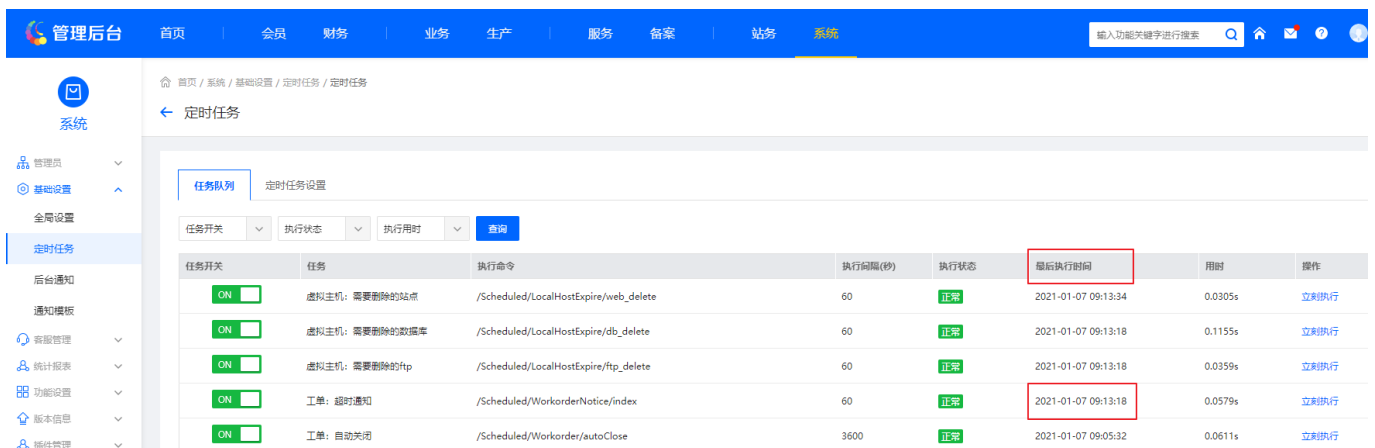 管理后台 首页 会员 财务 业务 生产 服务 备案 站务 系统 输入功能关键字进行搜索
首页 / 系统 / 基础设置 / 定时任务 / 定时任务
← 定时任务
系统
管理员
基础设置
全局设置
定时任务
后台通知
通知模板
客服管理
统计报表
功能设置
版本信息
插件管理
任务队列 定时任务设置
任务开关 执行状态 执行用时 查询
任务开关 任务 执行命令 执行间隔(秒) 执行状态 最后执行时间 用时 操作
ON 虚拟主机：需要删除的站点 /Scheduled/LocalHostExpire/web_delete 60 正常 2021-01-07 09:13:34 0.0305s 立刻执行
ON 虚拟主机：需要删除的数据库 /Scheduled/LocalHostExpire/db_delete 60 正常 2021-01-07 09:13:18 0.1155s 立刻执行
ON 虚拟主机：需要删除的ftp /Scheduled/LocalHostExpire/ftp_delete 60 正常 2021-01-07 09:13:18 0.0359s 立刻执行
ON 工单：超时通知 /Scheduled/WorkorderNotice/index 60 正常 2021-01-07 09:13:18 0.0579s 立刻执行
ON 工单：自动关闭 /Scheduled/Workorder/autoClose 3600 正常 2021-01-07 09:05:32 0.0611s 立刻执行